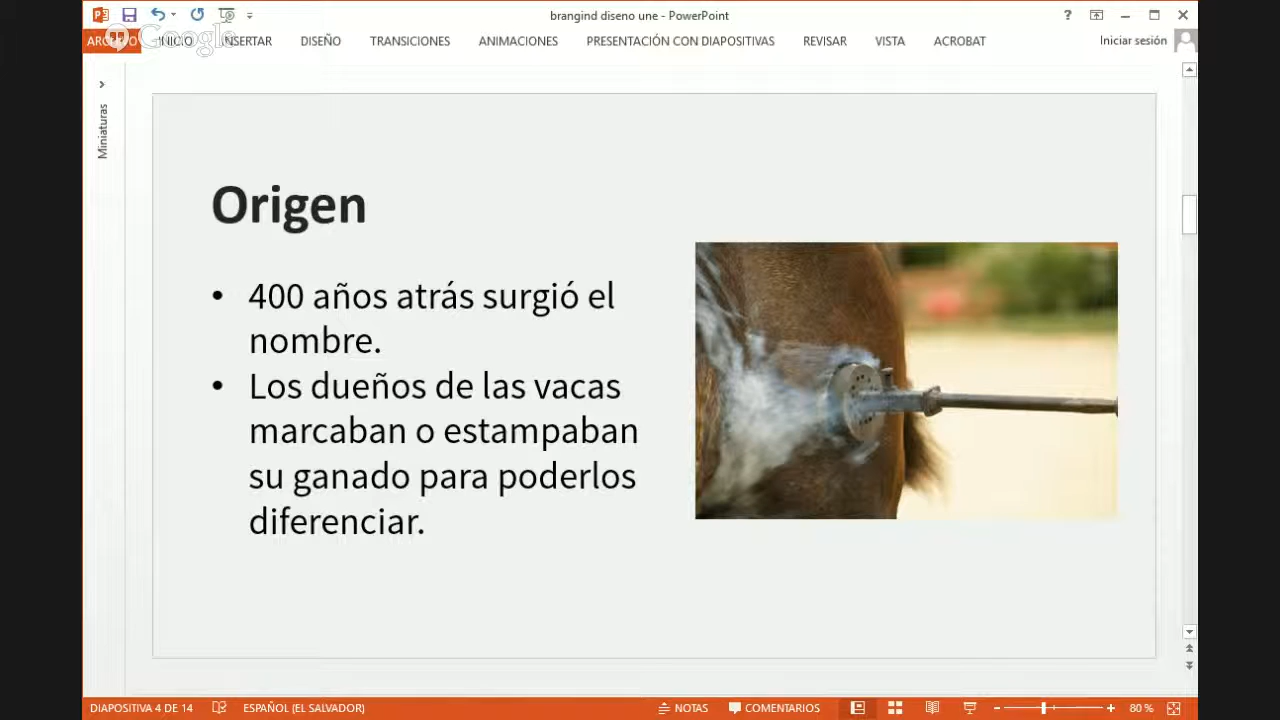 brangind diseno une - PowerPoint
?
Google
INICIO
INSERTAR
DISEÑO
TRANSICIONES
ANIMACIONES
PRESENTACIÓN CON DIAPOSITIVAS
REVISAR
VISTA
ACROBAT
Iniciar sesión
Miniaturas
Origen
• 400 años atrás surgió el
nombre.
• Los dueños de las vacas
marcaban o estampaban
su ganado para poderlos
diferenciar.
DIAPOSITIVA 4 DE 14
ESPAÑOL (EL SALVADOR)
NOTAS
COMENTARIOS
80 %